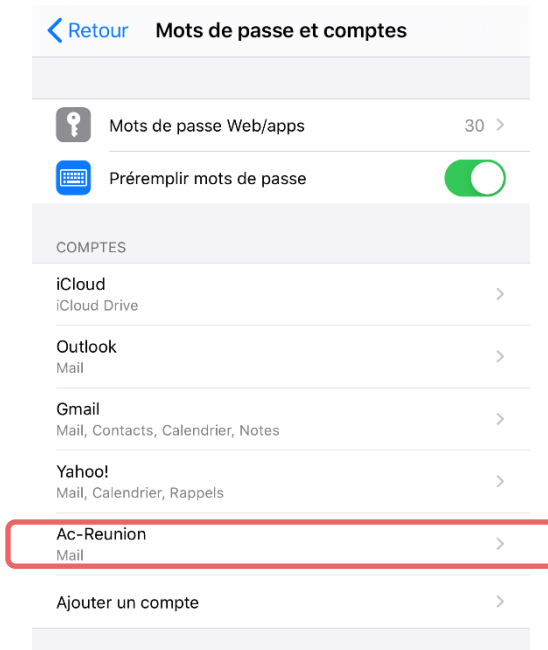 Retour Mots de passe et comptes
Mots de passe Web/apps 30
Préremplir mots de passe
COMPTES
iCloud
iCloud Drive
Outlook
Mail
Gmail
Mail, Contacts, Calendrier, Notes
Yahoo!
Mail, Calendrier, Rappels
Ac-Reunion
Mail
Ajouter un compte